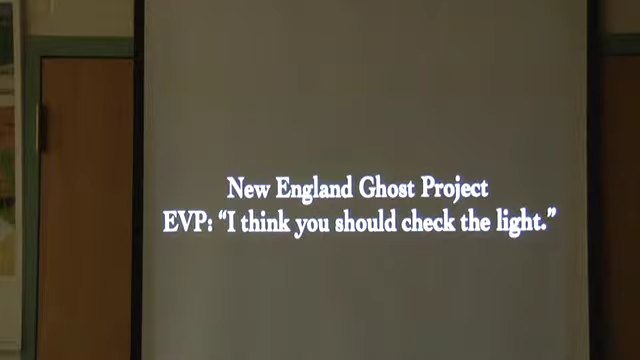 New England Ghost Project
EVP: “I think you should check the light.”